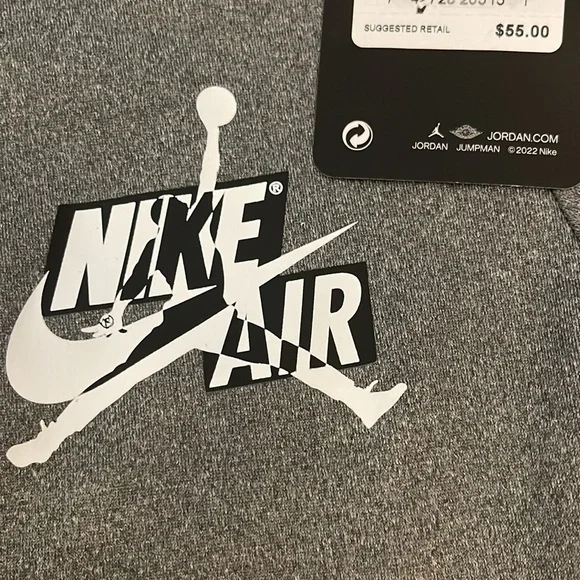 SUGGESTED RETAIL $55.00
JORDAN.COM
JORDAN JUMPMAN ©2022 Nike
NIKE®
AIR